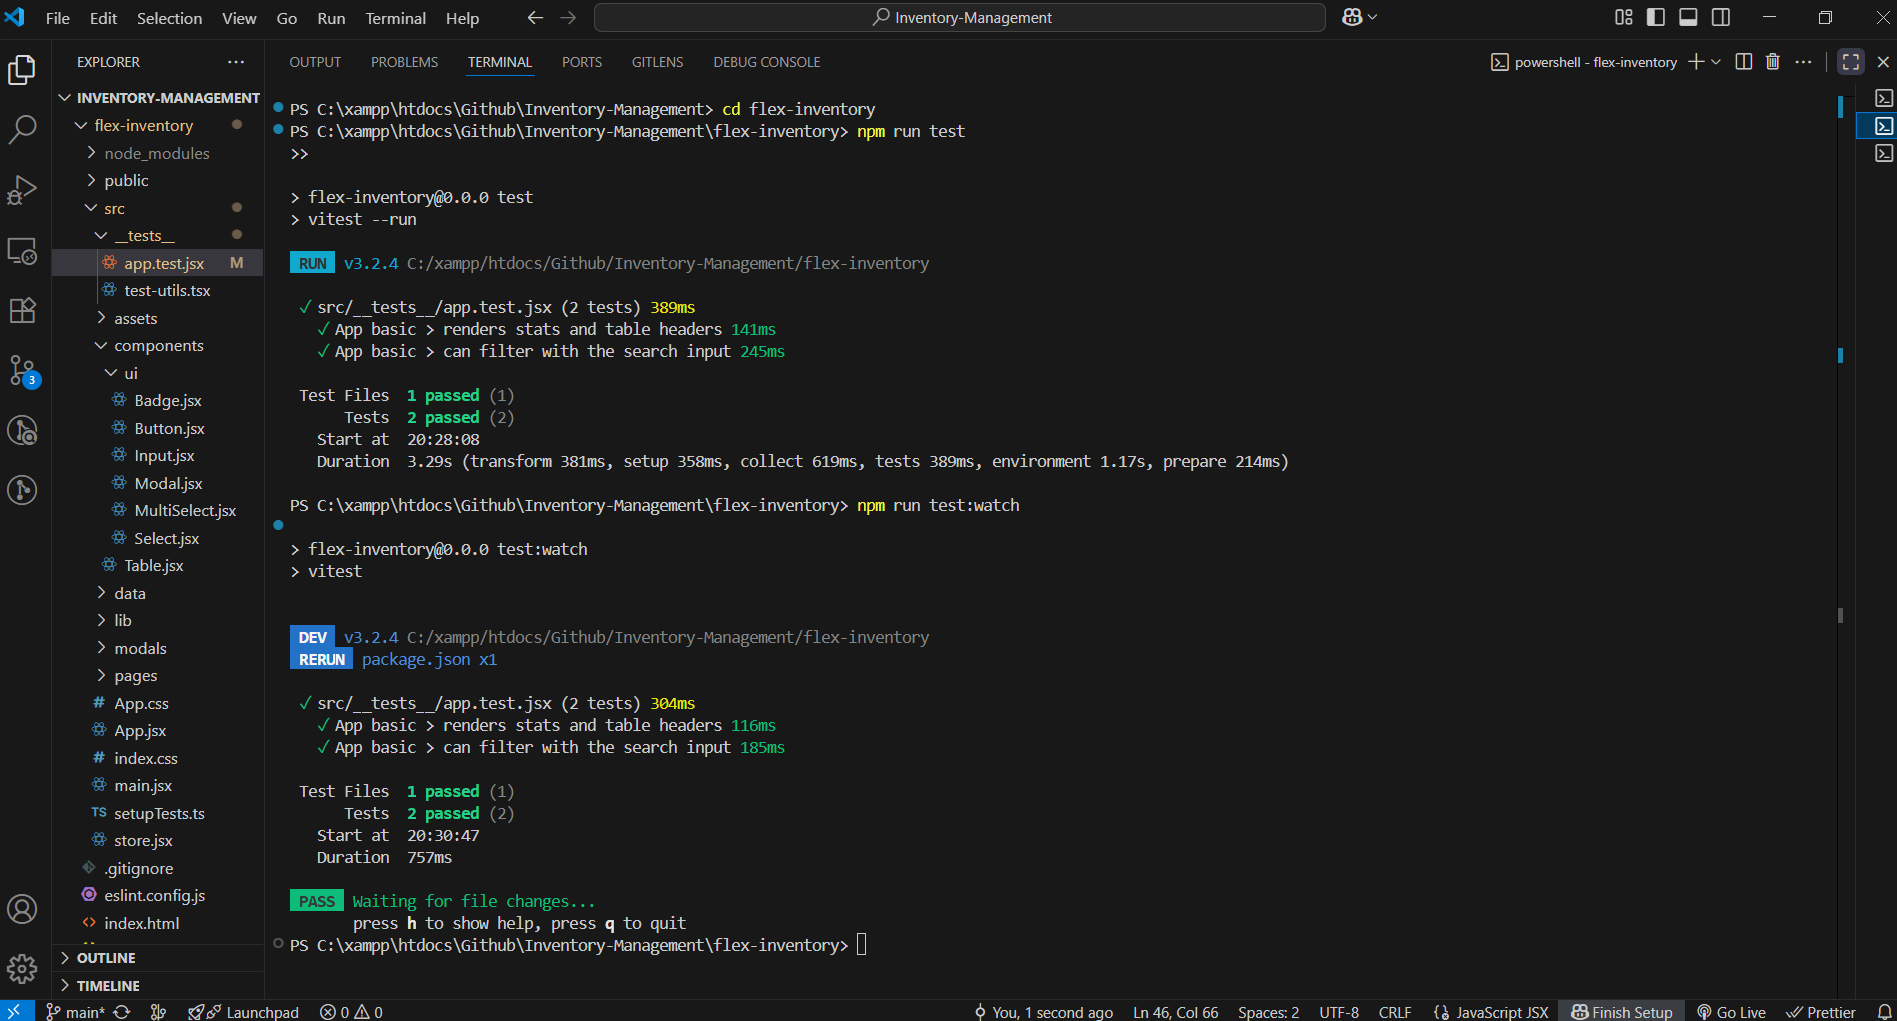 File Edit Selection View Go Run Terminal Help
Inventory-Management
EXPLORER
OUTPUT PROBLEMS TERMINAL PORTS GITLENS DEBUG CONSOLE
powershell - flex-inventory
INVENTORY-MANAGEMENT
flex-inventory
node_modules
public
src
__tests__
app.test.jsx M
test-utils.tsx
assets
components
ui
Badge.jsx
Button.jsx
Input.jsx
Modal.jsx
MultiSelect.jsx
Select.jsx
Table.jsx
data
lib
modals
pages
# App.css
App.jsx
# index.css
main.jsx
TS setupTests.ts
store.jsx
.gitignore
eslint.config.js
<> index.html
OUTLINE
TIMELINE
3
PS C:\xampp\htdocs\Github\Inventory-Management> cd flex-inventory
PS C:\xampp\htdocs\Github\Inventory-Management\flex-inventory> npm run test
>>
> flex-inventory@0.0.0 test
> vitest --run
RUN v3.2.4 C:/xampp/htdocs/Github/Inventory-Management/flex-inventory
✓ src/__tests__/app.test.jsx (2 tests) 389ms
✓ App basic > renders stats and table headers 141ms
✓ App basic > can filter with the search input 245ms
Test Files 1 passed (1)
Tests 2 passed (2)
Start at 20:28:08
Duration 3.29s (transform 381ms, setup 358ms, collect 619ms, tests 389ms, environment 1.17s, prepare 214ms)
PS C:\xampp\htdocs\Github\Inventory-Management\flex-inventory> npm run test:watch
> flex-inventory@0.0.0 test:watch
> vitest
DEV v3.2.4 C:/xampp/htdocs/Github/Inventory-Management/flex-inventory
RERUN package.json x1
✓ src/__tests__/app.test.jsx (2 tests) 304ms
✓ App basic > renders stats and table headers 116ms
✓ App basic > can filter with the search input 185ms
Test Files 1 passed (1)
Tests 2 passed (2)
Start at 20:30:47
Duration 757ms
PASS Waiting for file changes...
press h to show help, press q to quit
PS C:\xampp\htdocs\Github\Inventory-Management\flex-inventory>
main* Launchpad 0 0 You, 1 second ago Ln 46, Col 66 Spaces: 2 UTF-8 CRLF {} JavaScript JSX Finish Setup Go Live Prettier